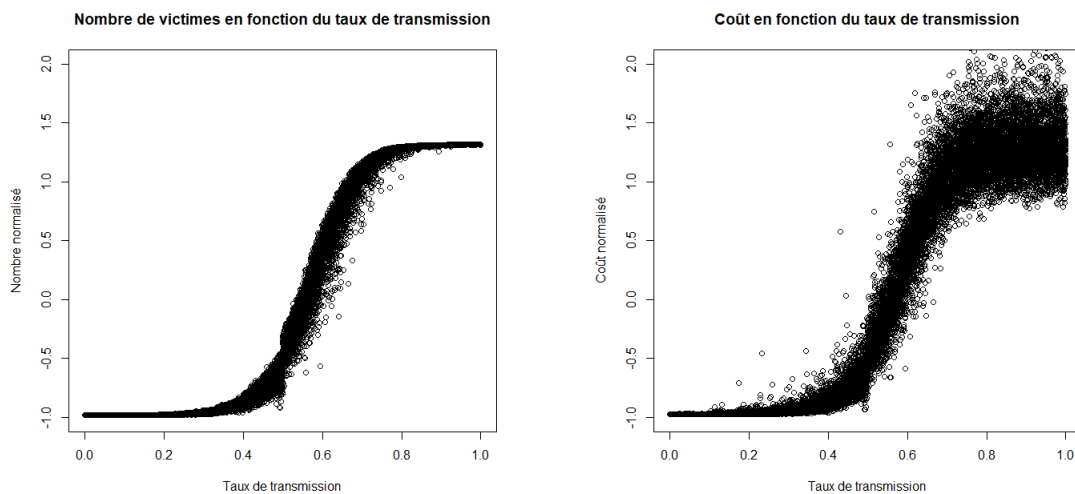 Nombre de victimes en fonction du taux de transmission
Nombre normalisé
2.0
1.5
1.0
0.5
0.0
-0.5
-1.0
0.0 0.2 0.4 0.6 0.8 1.0
Taux de transmission
Coût en fonction du taux de transmission
Coût normalisé
2.0
1.5
1.0
0.5
0.0
-0.5
-1.0
0.0 0.2 0.4 0.6 0.8 1.0
Taux de transmission